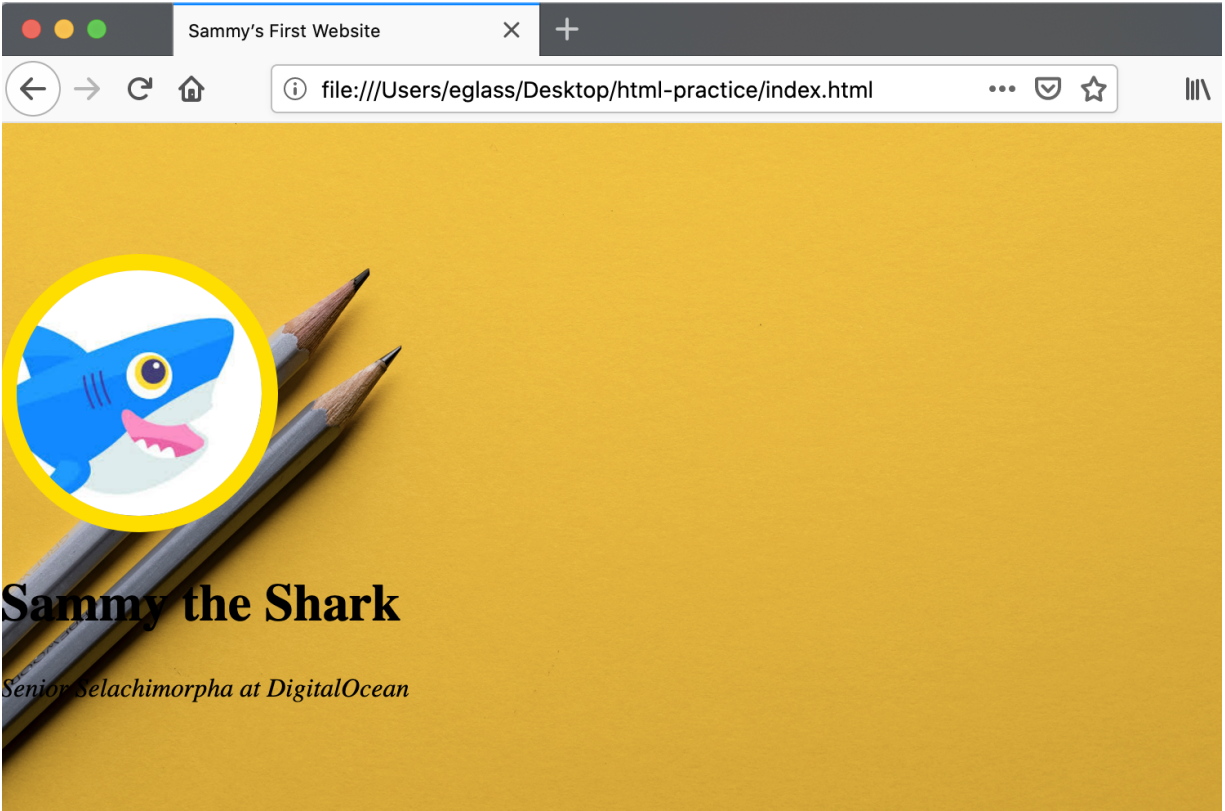 Sammy’s First Website
file:///Users/eglass/Desktop/html-practice/index.html
Sammy the Shark
Senior Selachimorpha at DigitalOcean